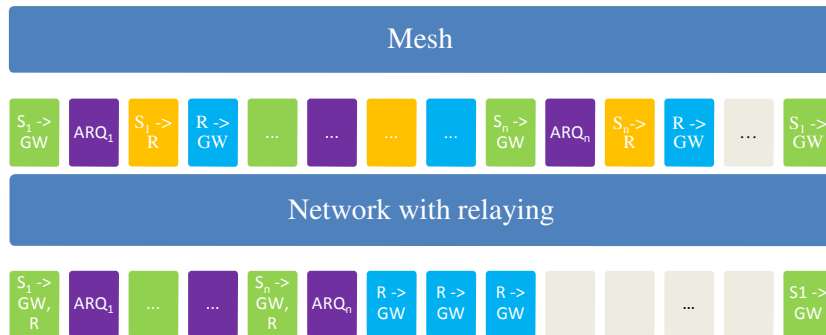 Mesh
S₁ ->
GW
ARQ₁
S₁ ->
R
R ->
GW
...
...
...
...
Sₙ ->
GW
ARQₙ
Sₙ->
R
R ->
GW
...
S₁ ->
GW
Network with relaying
S₁ ->
GW,
R
ARQ₁
...
...
Sₙ ->
GW,
R
ARQₙ
R ->
GW
R ->
GW
R ->
GW
...
S1 ->
GW